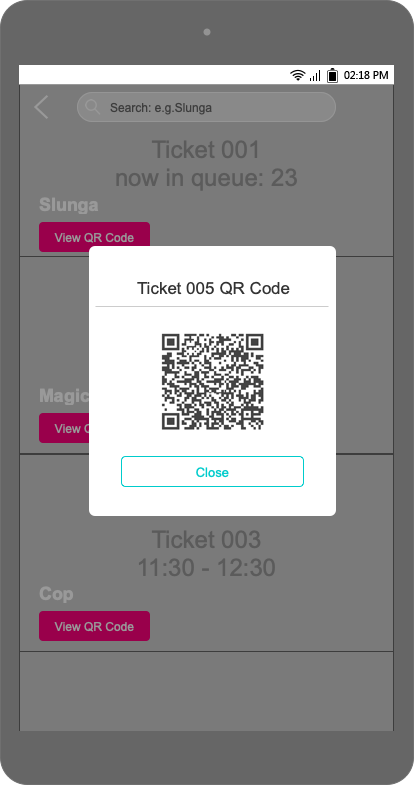 02:18 PM
Search: e.g.Slunga
Ticket 001
now in queue: 23
Slunga
View QR Code
Ticket 005 QR Code
Magic
View
Close
Ticket 003
11:30 - 12:30
Cop
View QR Code